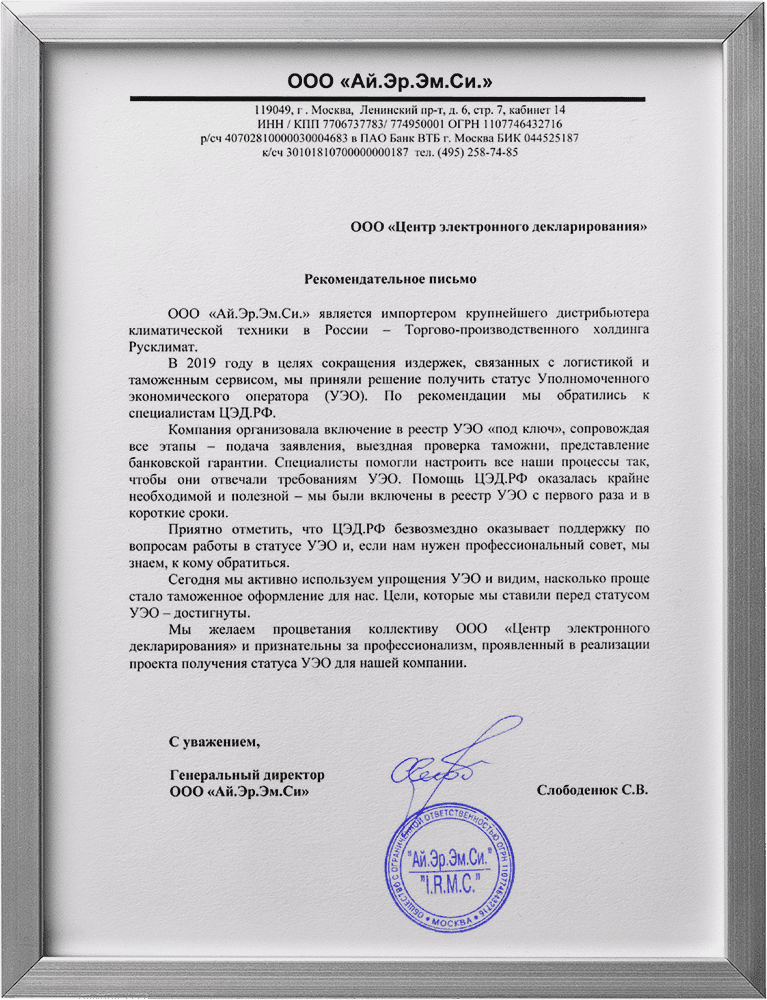 ООО «Ай.Эр.Эм.Си.»
119049, г . Москва, Ленинский пр-т, д. 6, стр. 7, кабинет 14
ИНН / КПП 7706737783/ 774950001 ОГРН 1107746432716
р/сч 40702810000030004683 в ПАО Банк ВТБ г. Москва БИК 044525187
к/сч 30101810700000000187 тел. (495) 258-74-85
ООО «Центр электронного декларирования»
Рекомендательное письмо
ООО «Ай.Эр.Эм.Си.» является импортером крупнейшего дистрибьютера
климатической техники в России – Торгово-производственного холдинга
Русклимат.
В 2019 году в целях сокращения издержек, связанных с логистикой и
таможенным сервисом, мы приняли решение получить статус Уполномоченного
экономического оператора (УЭО). По рекомендации мы обратились к
специалистам ЦЭД.РФ.
Компания организовала включение в реестр УЭО «под ключ», сопровождая
все этапы – подача заявления, выездная проверка таможни, представление
банковской гарантии. Специалисты помогли настроить все наши процессы так,
чтобы они отвечали требованиям УЭО. Помощь ЦЭД.РФ оказалась крайне
необходимой и полезной – мы были включены в реестр УЭО с первого раза и в
короткие сроки.
Приятно отметить, что ЦЭД.РФ безвозмездно оказывает поддержку по
вопросам работы в статусе УЭО и, если нам нужен профессиональный совет, мы
знаем, к кому обратиться.
Сегодня мы активно используем упрощения УЭО и видим, насколько проще
стало таможенное оформление для нас. Цели, которые мы ставили перед статусом
УЭО – достигнуты.
Мы желаем процветания коллективу ООО «Центр электронного
декларирования» и признательны за профессионализм, проявленный в реализации
проекта получения статуса УЭО для нашей компании.
С уважением,
Генеральный директор
ООО «Ай.Эр.Эм.Си»
Слободенюк С.В.
ОБЩЕСТВО С ОГРАНИЧЕННОЙ ОТВЕТСТВЕННОСТЬЮ ОГРН 1107746432716
"Ай.Эр.Эм.Си."
"I.R.M.C."
* МОСКВА *